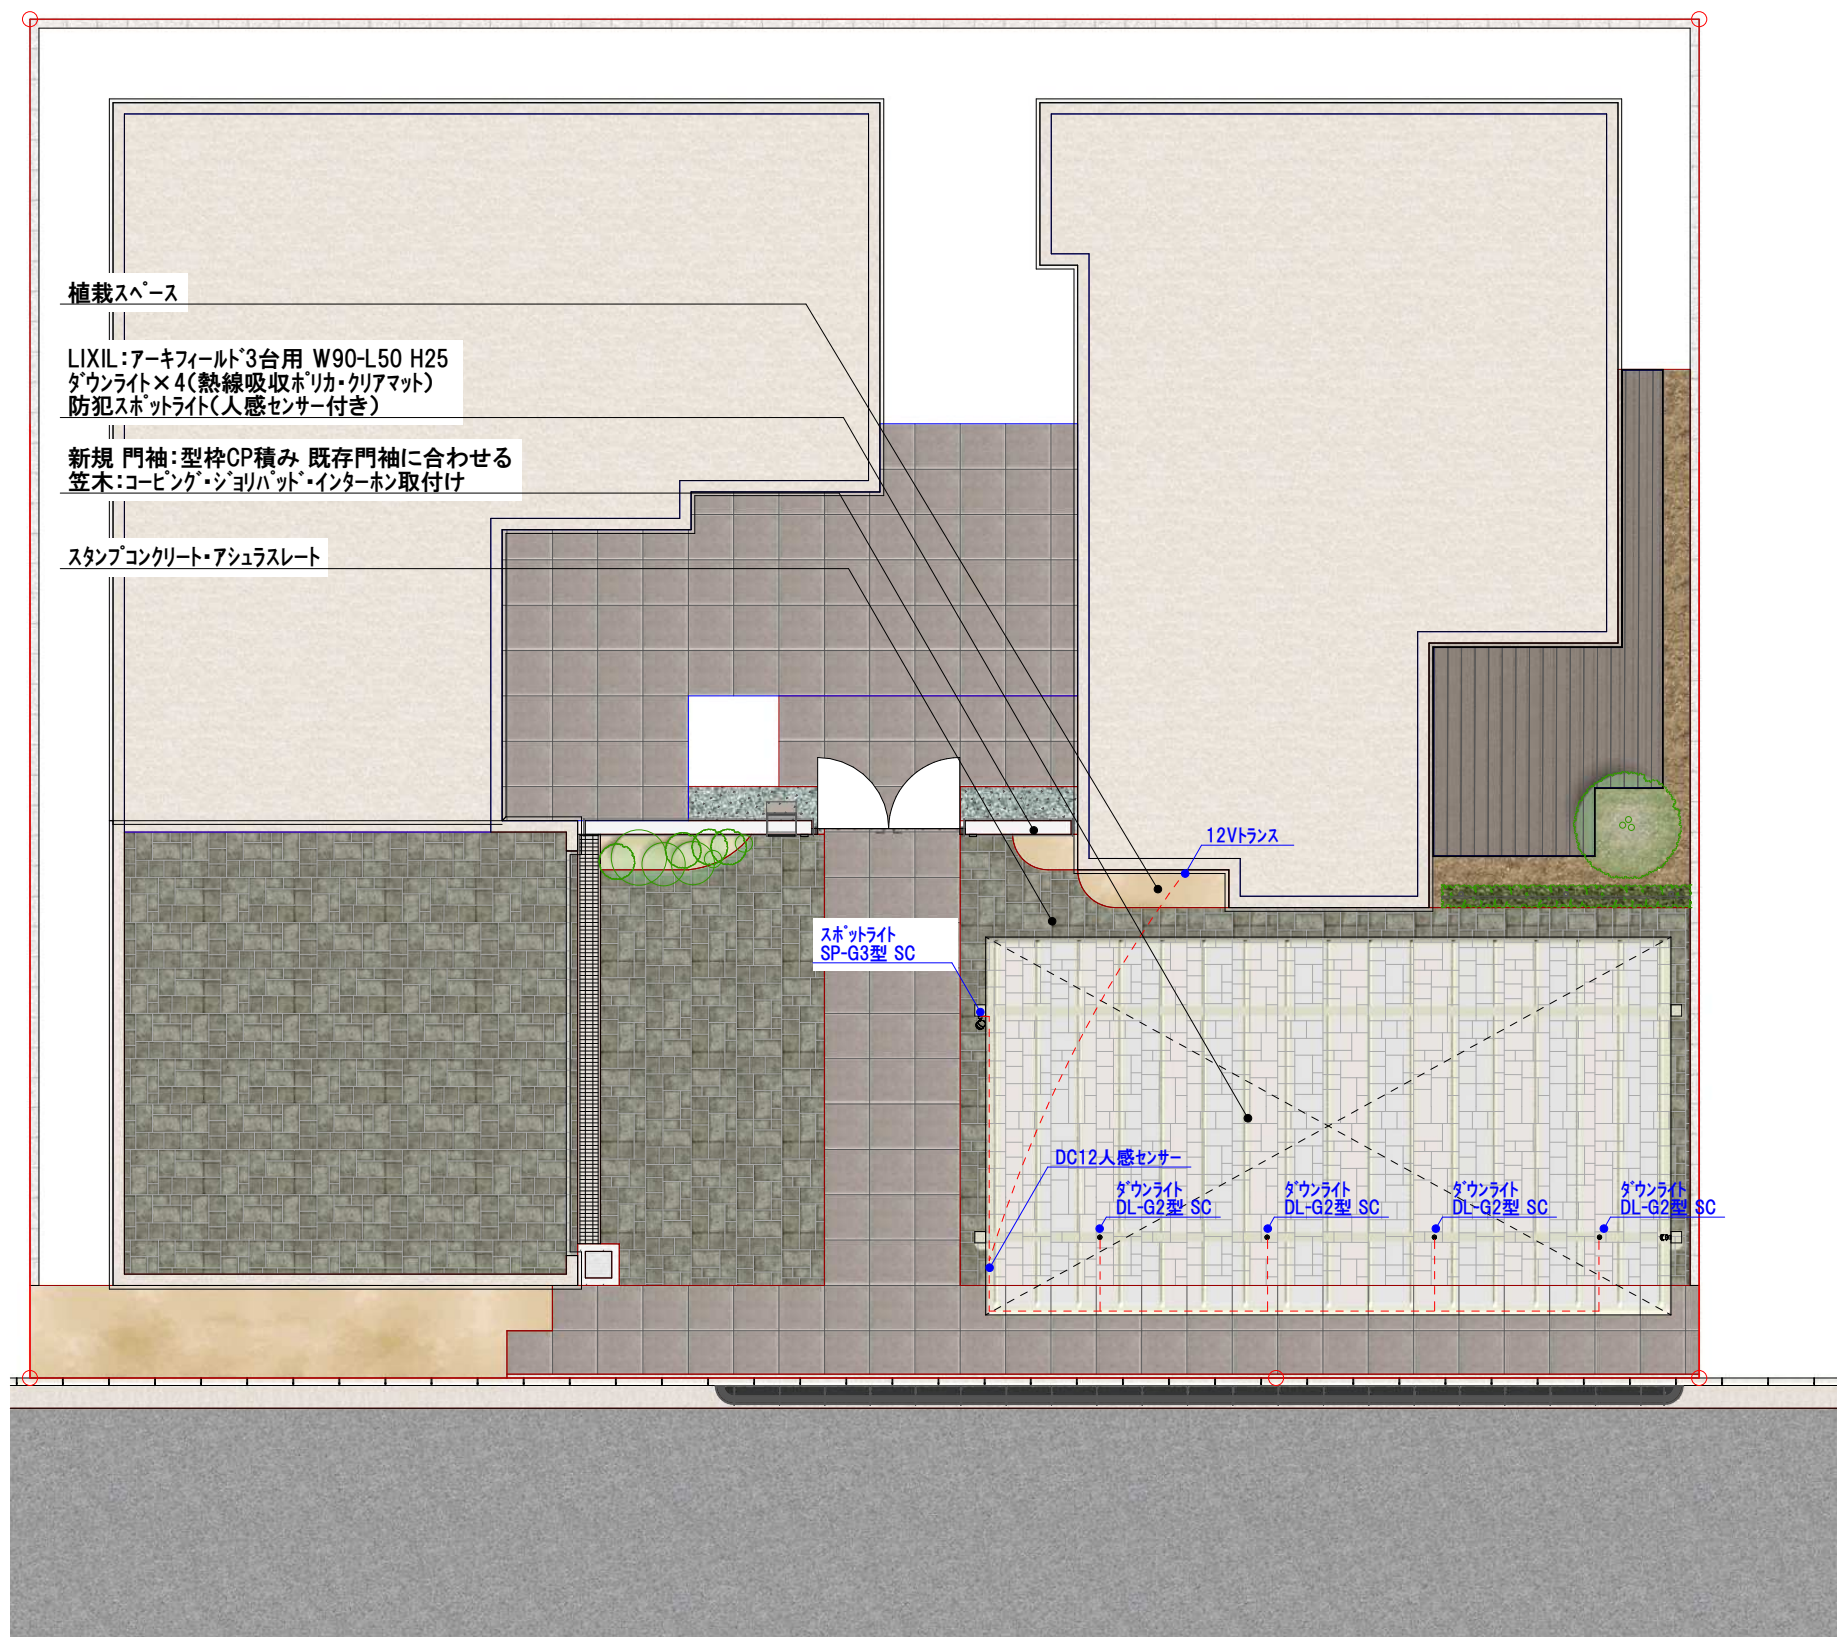 植栽ｽﾍﾟｰｽ
LIXIL：ｱｰｷﾌｨｰﾙﾄﾞ3台用 W90-L50 H25
ﾀﾞｳﾝﾗｲﾄ×4（熱線吸収ﾎﾟﾘｶ・ｸﾘｱﾏｯﾄ）
防犯ｽﾎﾟｯﾄﾗｲﾄ（人感ｾﾝｻｰ付き）
新規 門袖：型枠CP積み 既存門袖に合わせる
笠木：ｺｰﾋﾟﾝｸﾞ・ｼﾞｮﾘﾊﾟｯﾄﾞ・ｲﾝﾀｰﾎﾝ取付け
ｽﾀﾝﾌﾟｺﾝｸﾘｰﾄ・ｱｼｭﾗｽﾚｰﾄ
12Vﾄﾗﾝｽ
ｽﾎﾟｯﾄﾗｲﾄ
SP-G3型 SC
DC12人感ｾﾝｻｰ
ﾀﾞｳﾝﾗｲﾄ
DL-G2型 SC
ﾀﾞｳﾝﾗｲﾄ
DL-G2型 SC
ﾀﾞｳﾝﾗｲﾄ
DL-G2型 SC
ﾀﾞｳﾝﾗｲﾄ
DL-G2型 SC